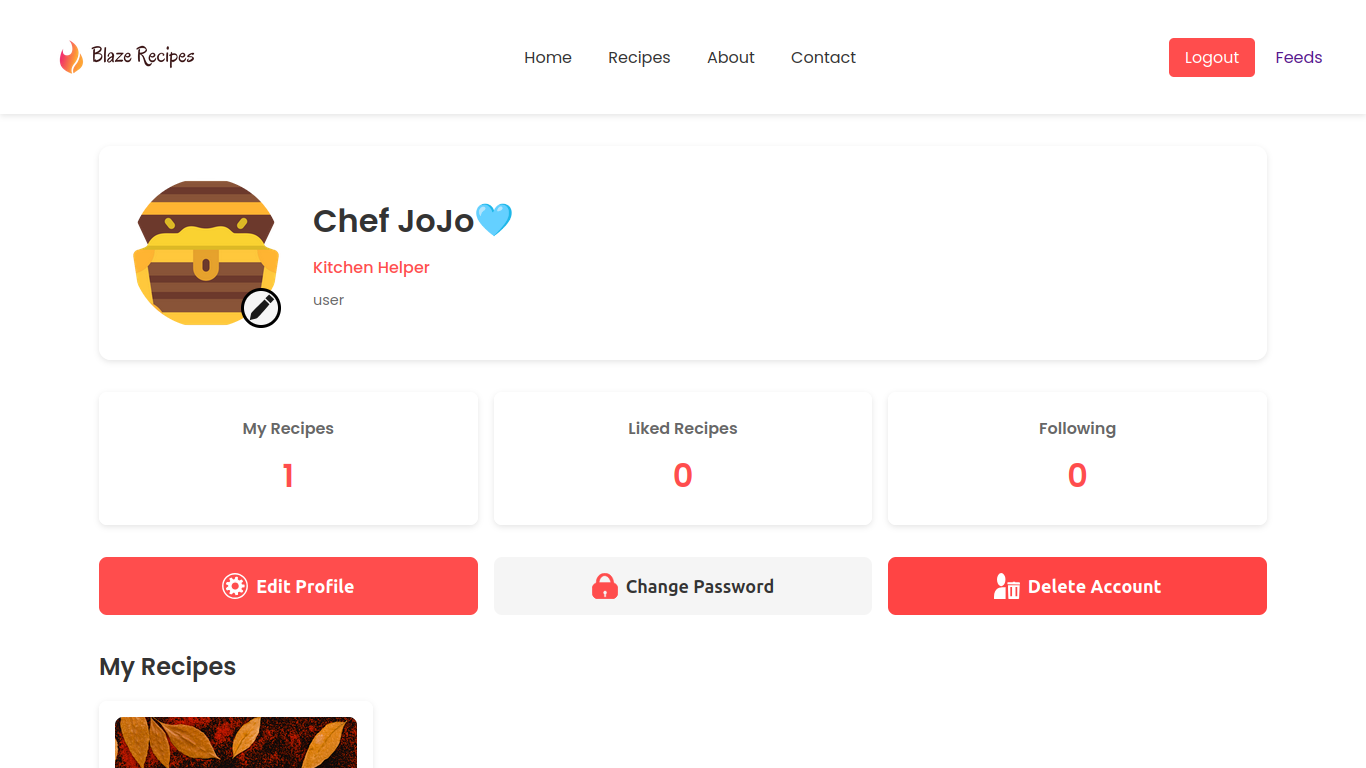 Blaze Recipes
Home Recipes About Contact
Logout Feeds
Chef JoJo🩵
Kitchen Helper
user
My Recipes
1
Liked Recipes
0
Following
0
Edit Profile
Change Password
Delete Account
My Recipes